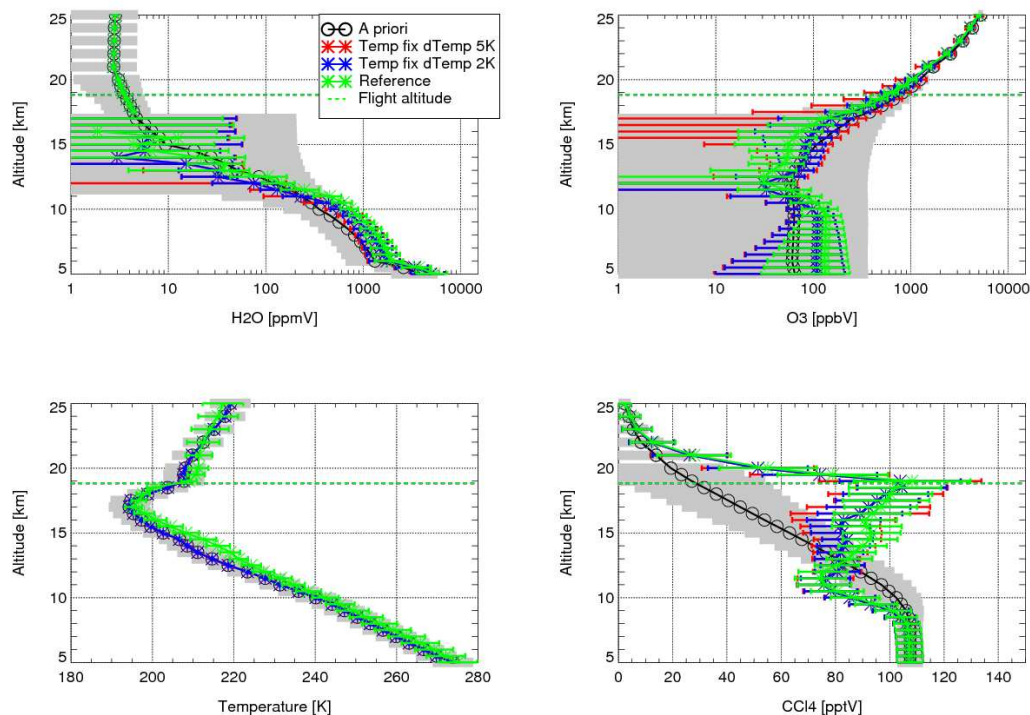 25
20
15
10
5
Altitude [km]
1 10 100 1000 10000
H2O [ppmV]
A priori
Temp fix dTemp 5K
Temp fix dTemp 2K
Reference
Flight altitude
25
20
15
10
5
Altitude [km]
1 10 100 1000 10000
O3 [ppbV]
25
20
15
10
5
Altitude [km]
180 200 220 240 260 280
Temperature [K]
25
20
15
10
5
Altitude [km]
0 20 40 60 80 100 120 140
CCl4 [pptV]